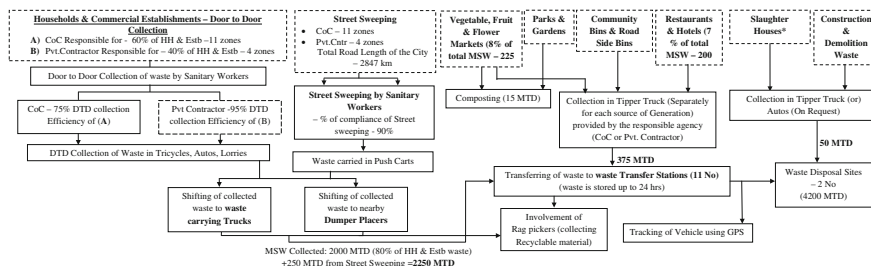 Households & Commercial Establishments – Door to Door
Collection
A) CoC Responsible for - 60% of HH & Estb -11 zones
B) Pvt.Contractor Responsible for – 40% of HH & Estb – 4 zones
Door to Door Collection of waste by Sanitary Workers
CoC – 75% DTD collection
Efficiency of (A)
Pvt Contractor -95% DTD
collection Efficiency of (B)
DTD Collection of Waste in Tricycles, Autos, Lorries
Shifting of collected
waste to waste
carrying Trucks
Shifting of collected
waste to nearby
Dumper Placers
MSW Collected: 2000 MTD (80% of HH & Estb waste)
+250 MTD from Street Sweeping =2250 MTD
Street Sweeping
• CoC – 11 zones
• Pvt.Cntr – 4 zones
Total Road Length of the City
– 2847 km
Street Sweeping by Sanitary
Workers
– % of compliance of Street
sweeping - 90%
Waste carried in Push Carts
Vegetable, Fruit &
Flower
Markets (8% of
total MSW – 225
Parks &
Gardens
Community
Bins & Road
Side Bins
Restaurants
& Hotels (7
% of total
MSW – 200
Slaughter
Houses*
Construction
&
Demolition
Waste
Composting (15 MTD)
Collection in Tipper Truck (Separately
for each source of Generation)
provided by the responsible agency
(CoC or Pvt. Contractor)
Collection in Tipper Truck (or)
Autos (On Request)
375 MTD
50 MTD
Transferring of waste to waste Transfer Stations (11 No)
(waste is stored up to 24 hrs)
Waste Disposal Sites
– 2 No
(4200 MTD)
Involvement of
Rag pickers (collecting
Recyclable material)
Tracking of Vehicle using GPS